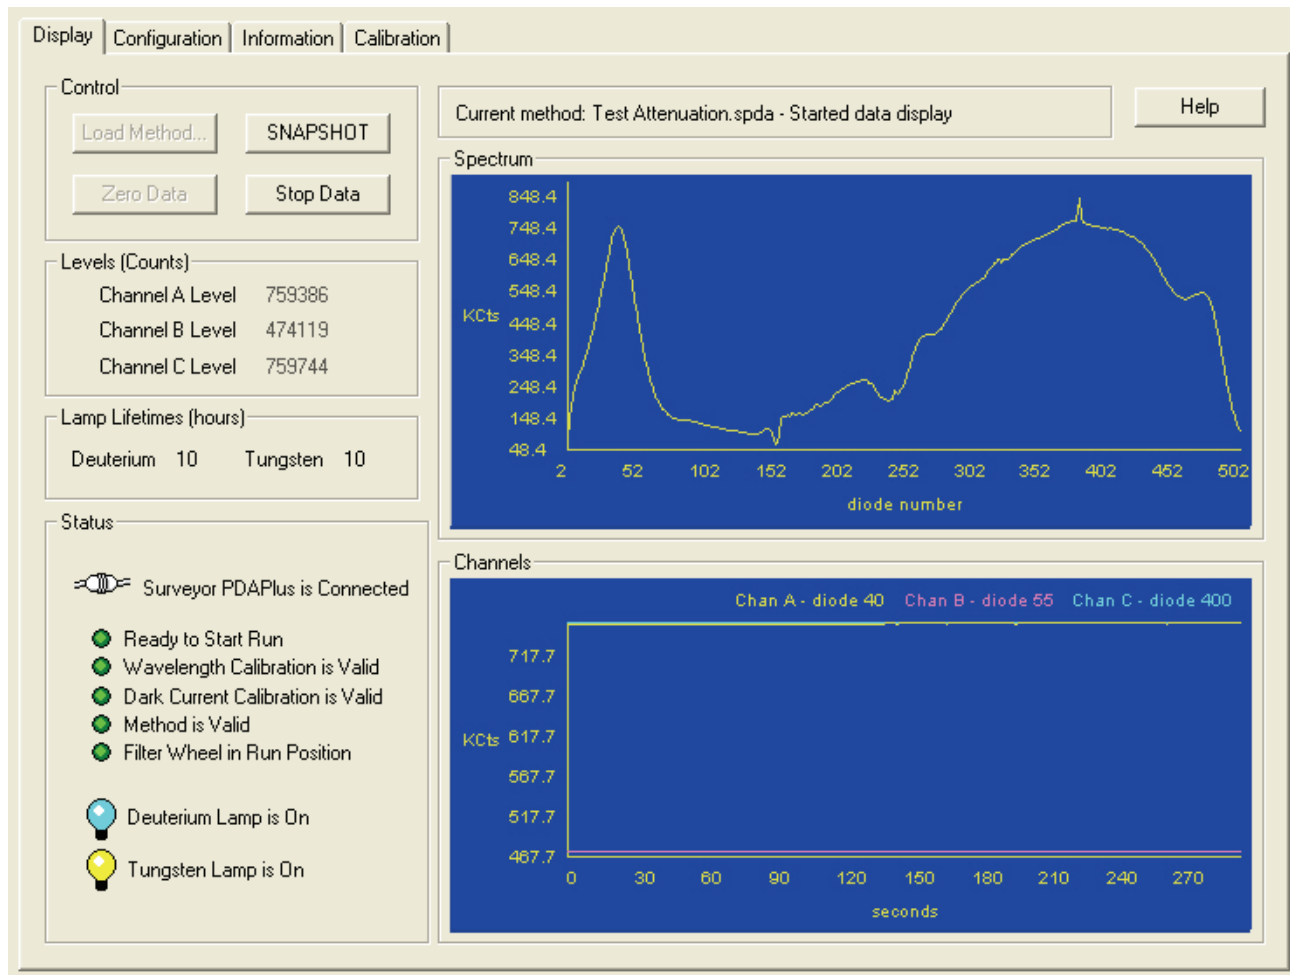 Display Configuration Information Calibration
Control
Load Method... SNAPSHOT
Zero Data Stop Data
Current method: Test Attenuation.spda - Started data display
Help
Levels (Counts)
Channel A Level 759386
Channel B Level 474119
Channel C Level 759744
Lamp Lifetimes (hours)
Deuterium 10 Tungsten 10
Status
Surveyor PDAPlus is Connected
Ready to Start Run
Wavelength Calibration is Valid
Dark Current Calibration is Valid
Method is Valid
Filter Wheel in Run Position
Deuterium Lamp is On
Tungsten Lamp is On
Spectrum
848.4
748.4
648.4
548.4
KCts
448.4
348.4
248.4
148.4
48.4
2 52 102 152 202 252 302 352 402 452 502
diode number
Channels
Chan A - diode 40 Chan B - diode 55 Chan C - diode 400
717.7
667.7
KCts 617.7
567.7
517.7
467.7
0 30 60 90 120 150 180 210 240 270
seconds